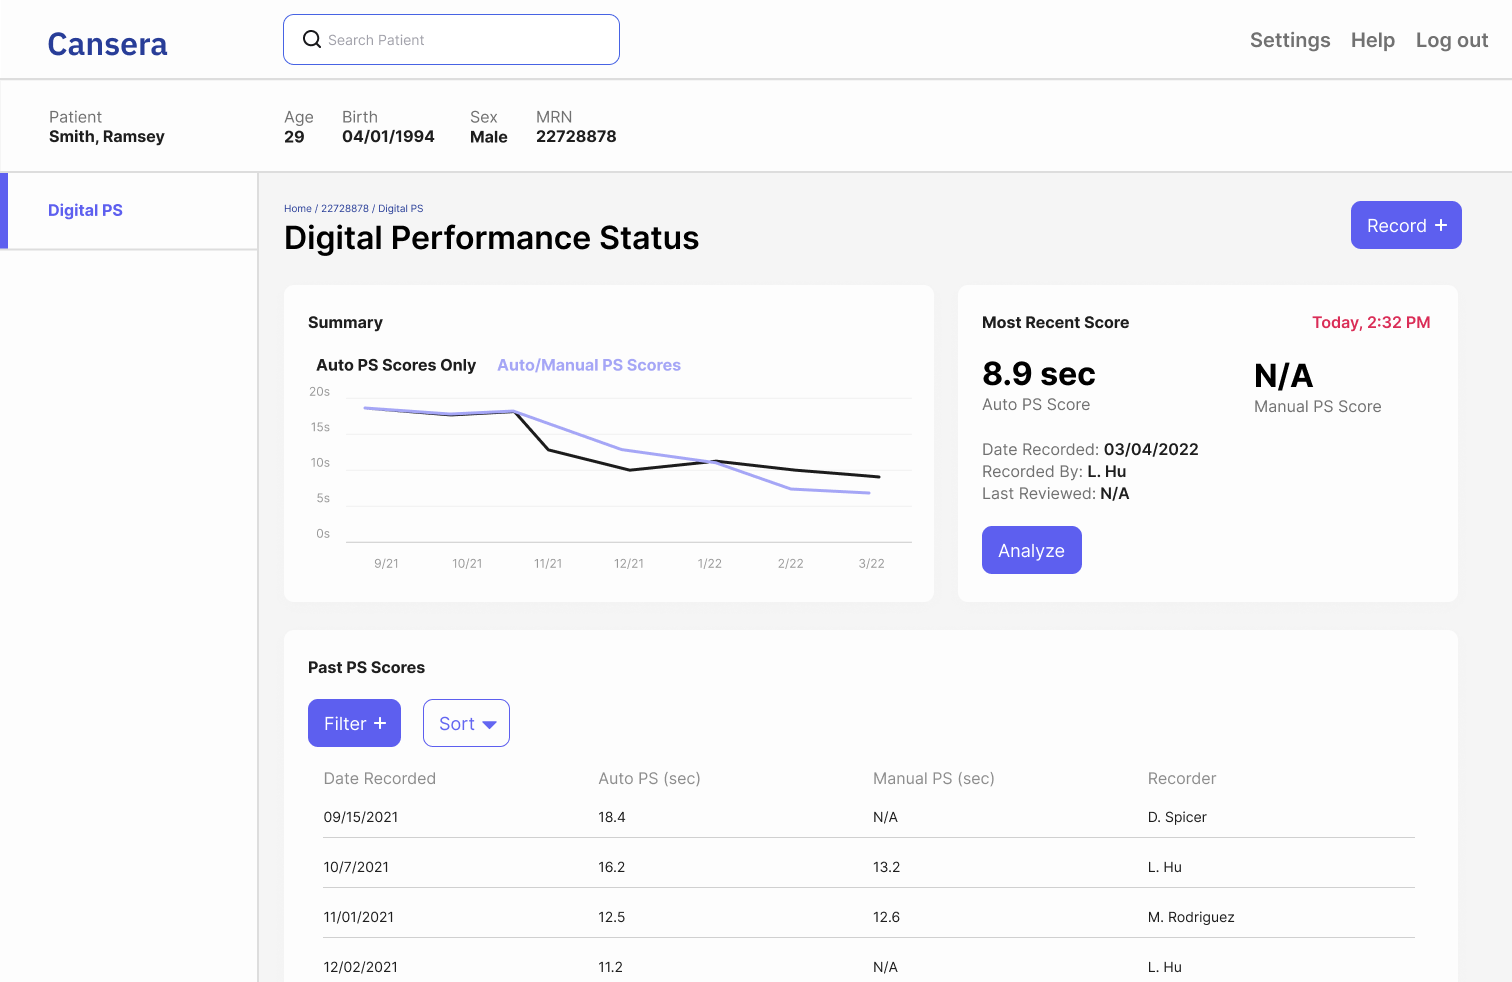 Cansera
Search Patient
Settings Help Log out
Patient Age Birth Sex MRN
Smith, Ramsey 29 04/01/1994 Male 22728878
Digital PS
Home / 22728878 / Digital PS
Digital Performance Status
Record +
Summary
Auto PS Scores Only Auto/Manual PS Scores
20s
15s
10s
5s
0s
9/21 10/21 11/21 12/21 1/22 2/22 3/22
Most Recent Score Today, 2:32 PM
8.9 sec N/A
Auto PS Score Manual PS Score
Date Recorded: 03/04/2022
Recorded By: L. Hu
Last Reviewed: N/A
Analyze
Past PS Scores
Filter + Sort
Date Recorded Auto PS (sec) Manual PS (sec) Recorder
09/15/2021 18.4 N/A D. Spicer
10/7/2021 16.2 13.2 L. Hu
11/01/2021 12.5 12.6 M. Rodriguez
12/02/2021 11.2 N/A L. Hu